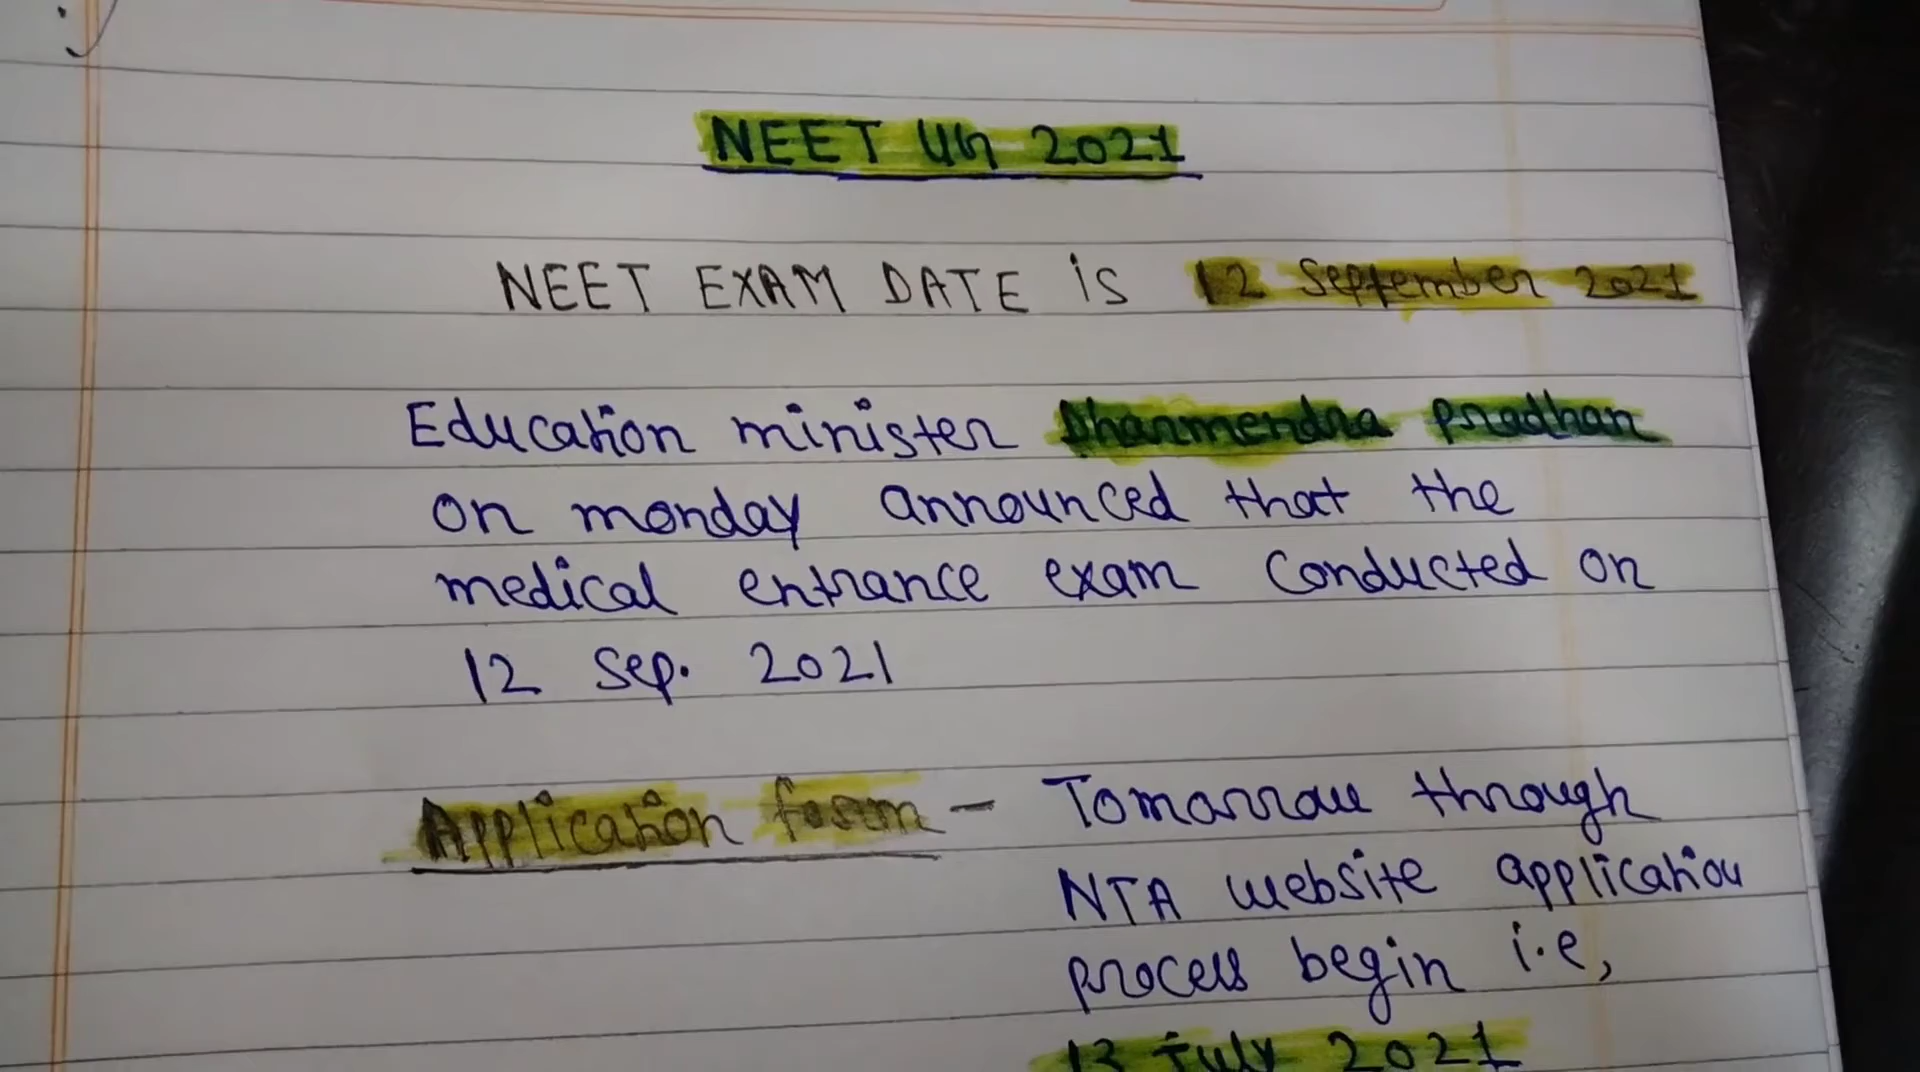 NEET UG 2021
NEET EXAM DATE is 12 September 2021
Education minister Dharmendra pradhan
on monday announced that the
medical entrance exam conducted on
12 Sep. 2021
Application form - Tomorrow through
NTA website application
process begin i.e,
13 July 2021